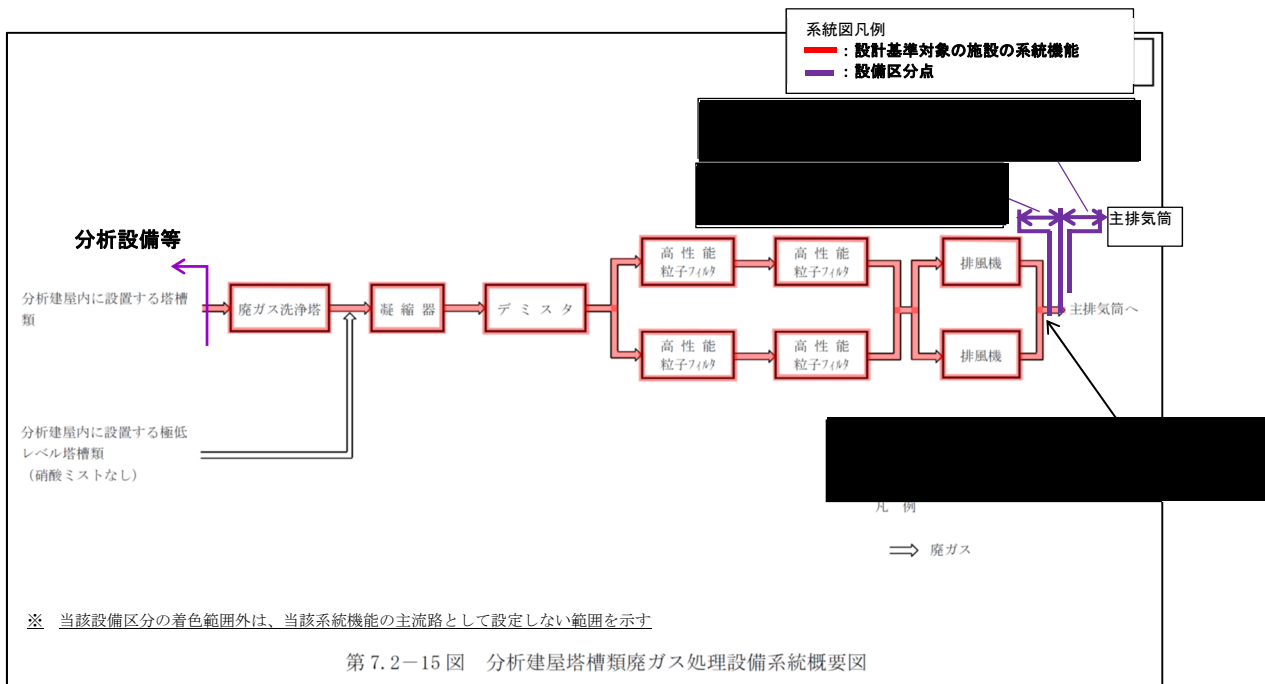 系統図凡例
：設計基準対象の施設の系統機能
：設備区分点
主排気筒
分析設備等
分析建屋内に設置する塔槽
類
廃ガス洗浄塔
凝縮器
デミスタ
高性能
粒子フィルタ
高性能
粒子フィルタ
排風機
主排気筒へ
高性能
粒子フィルタ
高性能
粒子フィルタ
排風機
分析建屋内に設置する極低
レベル塔槽類
（硝酸ミストなし）
凡例
廃ガス
※　当該設備区分の着色範囲外は、当該系統機能の主流路として設定しない範囲を示す
第7.2－15図　分析建屋塔槽類廃ガス処理設備系統概要図